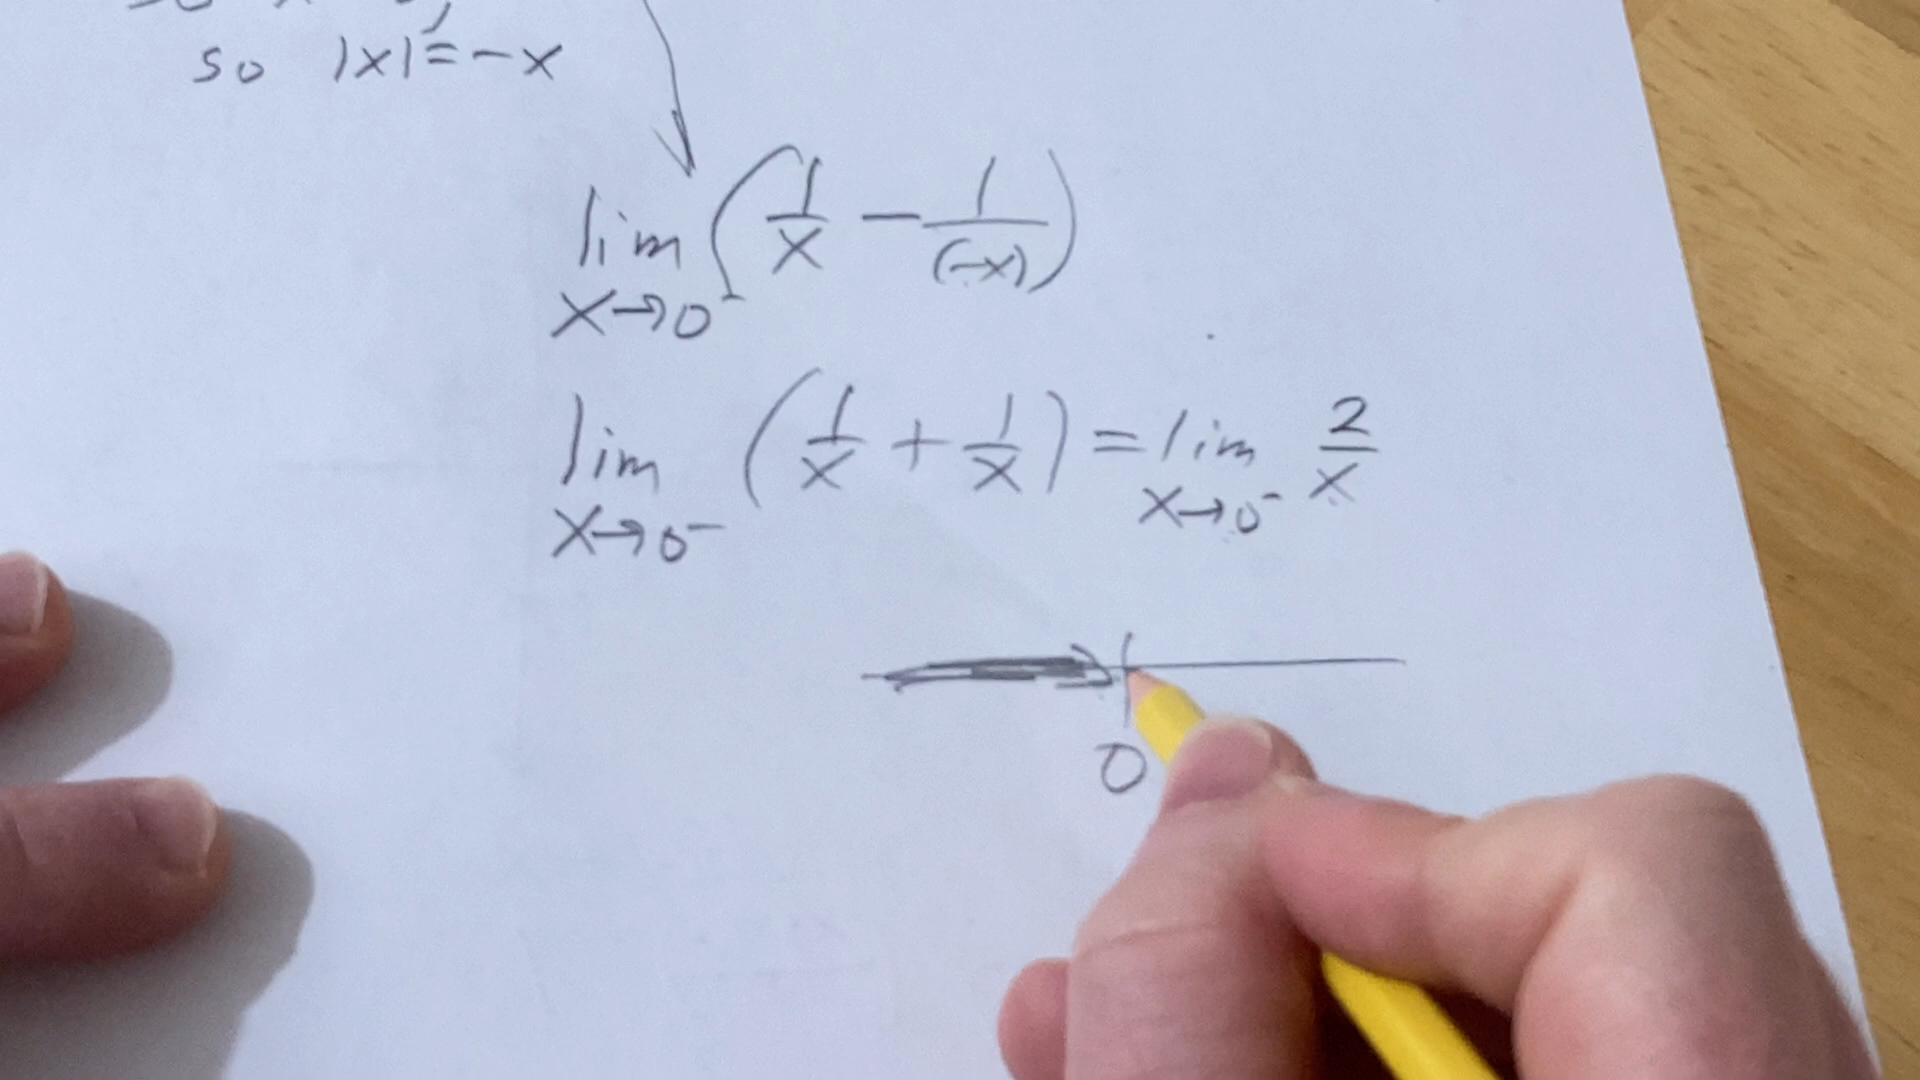 so |x| = -x
lim x→0⁻ (1/x - 1/(-x))
lim x→0⁻ (1/x + 1/x) = lim x→0⁻ 2/x
0